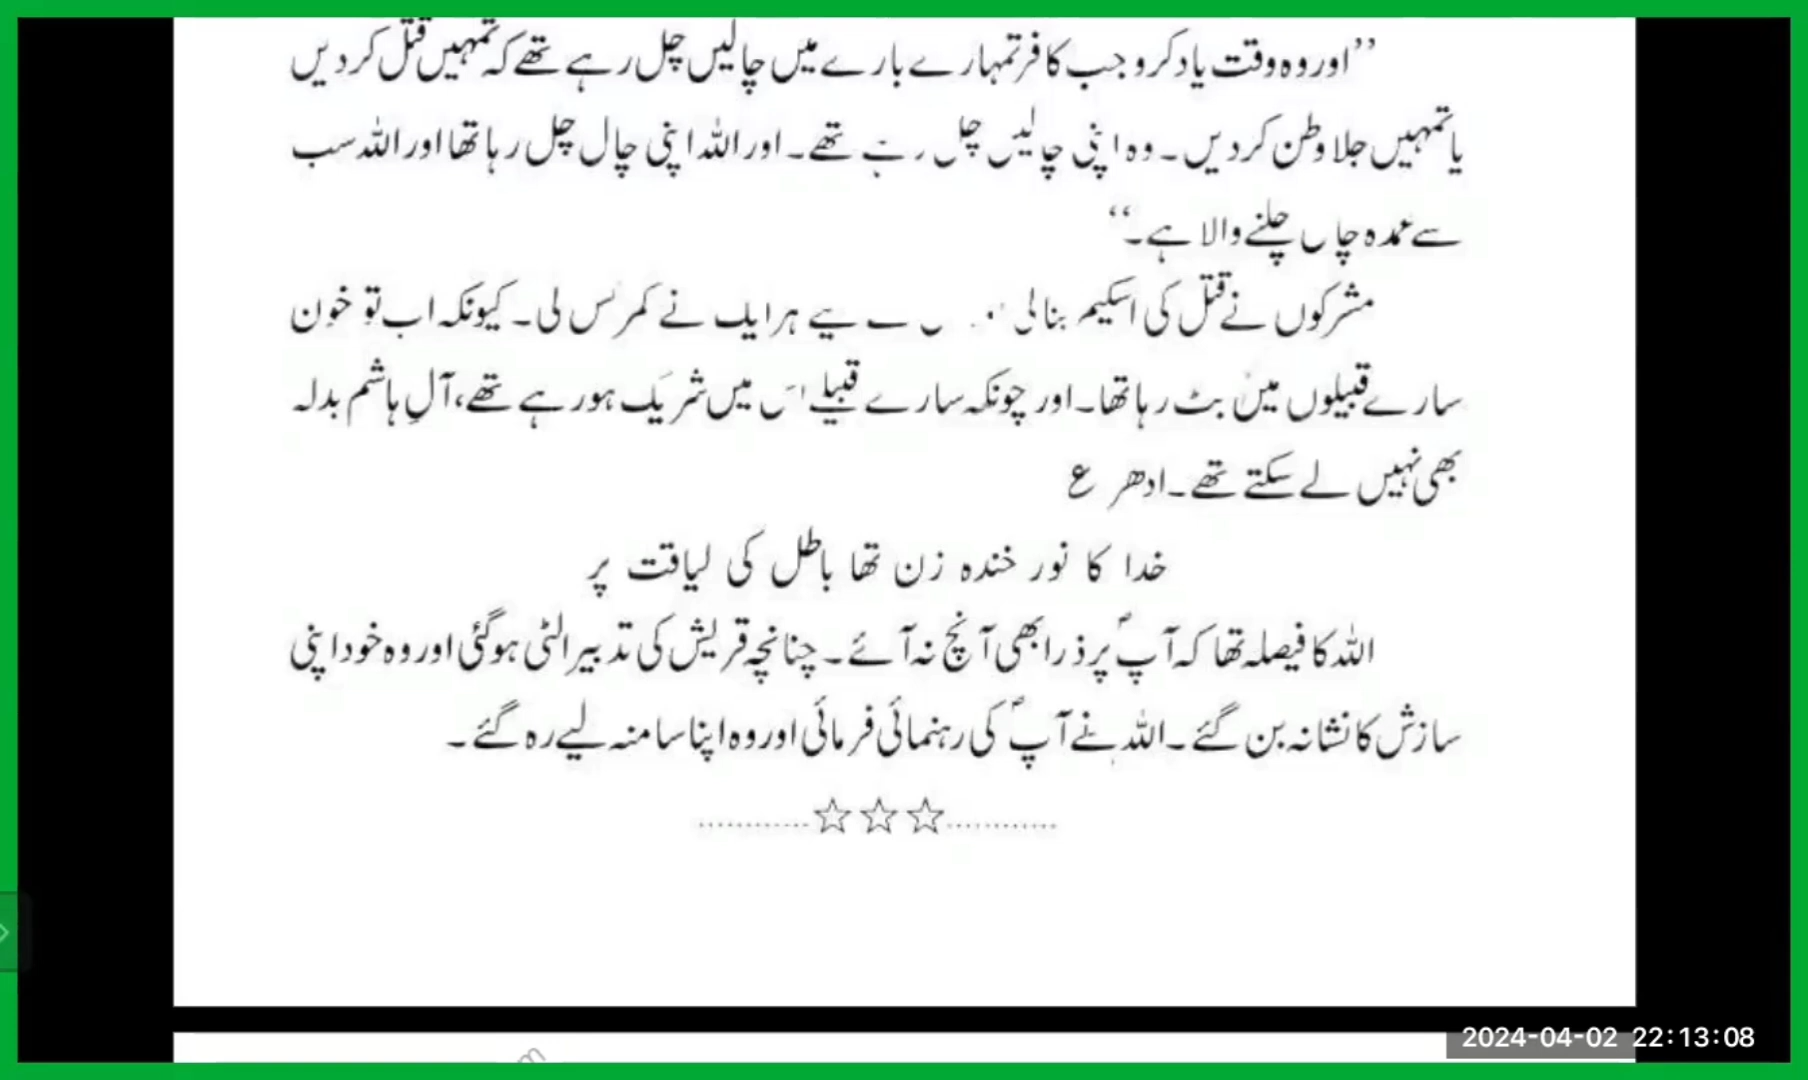 ’’اور وہ وقت یاد کرو جب کافر تمہارے بارے میں چالیں چل رہے تھے کہ تمہیں قتل کر دیں
یا تمہیں جلا وطن کر دیں۔ وہ اپنی چالیں چل رہے تھے۔ اور اللہ اپنی چال چل رہا تھا اور اللہ سب
سے عمدہ چال چلنے والا ہے۔‘‘
مشرکوں نے قتل کی اسکیم بنا لی ہر ایک نے کمر کس لی۔ کیونکہ اب تو خون
سارے قبیلوں میں بٹ رہا تھا۔ اور چونکہ سارے قبیلے اس میں شریک ہو رہے تھے، آلِ ہاشم بدلہ
بھی نہیں لے سکتے تھے۔ ادھر ع
خدا کا نور خندہ زن تھا باطل کی لیاقت پر
اللہ کا فیصلہ تھا کہ آپؐ پر ذرا بھی آنچ نہ آئے۔ چنانچہ قریش کی تدبیر الٹی ہو گئی اور وہ خود اپنی
سازش کا نشانہ بن گئے۔ اللہ نے آپؐ کی رہنمائی فرمائی اور وہ اپنا سا منہ لیے رہ گئے۔
............☆☆☆............
2024-04-02 22:13:08